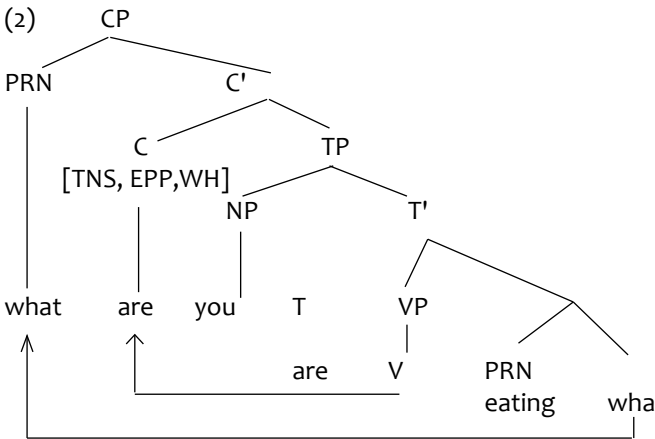 (2) CP
PRN C'
C TP
[TNS, EPP,WH]
NP T'
what are you T VP
are V PRN
eating wha